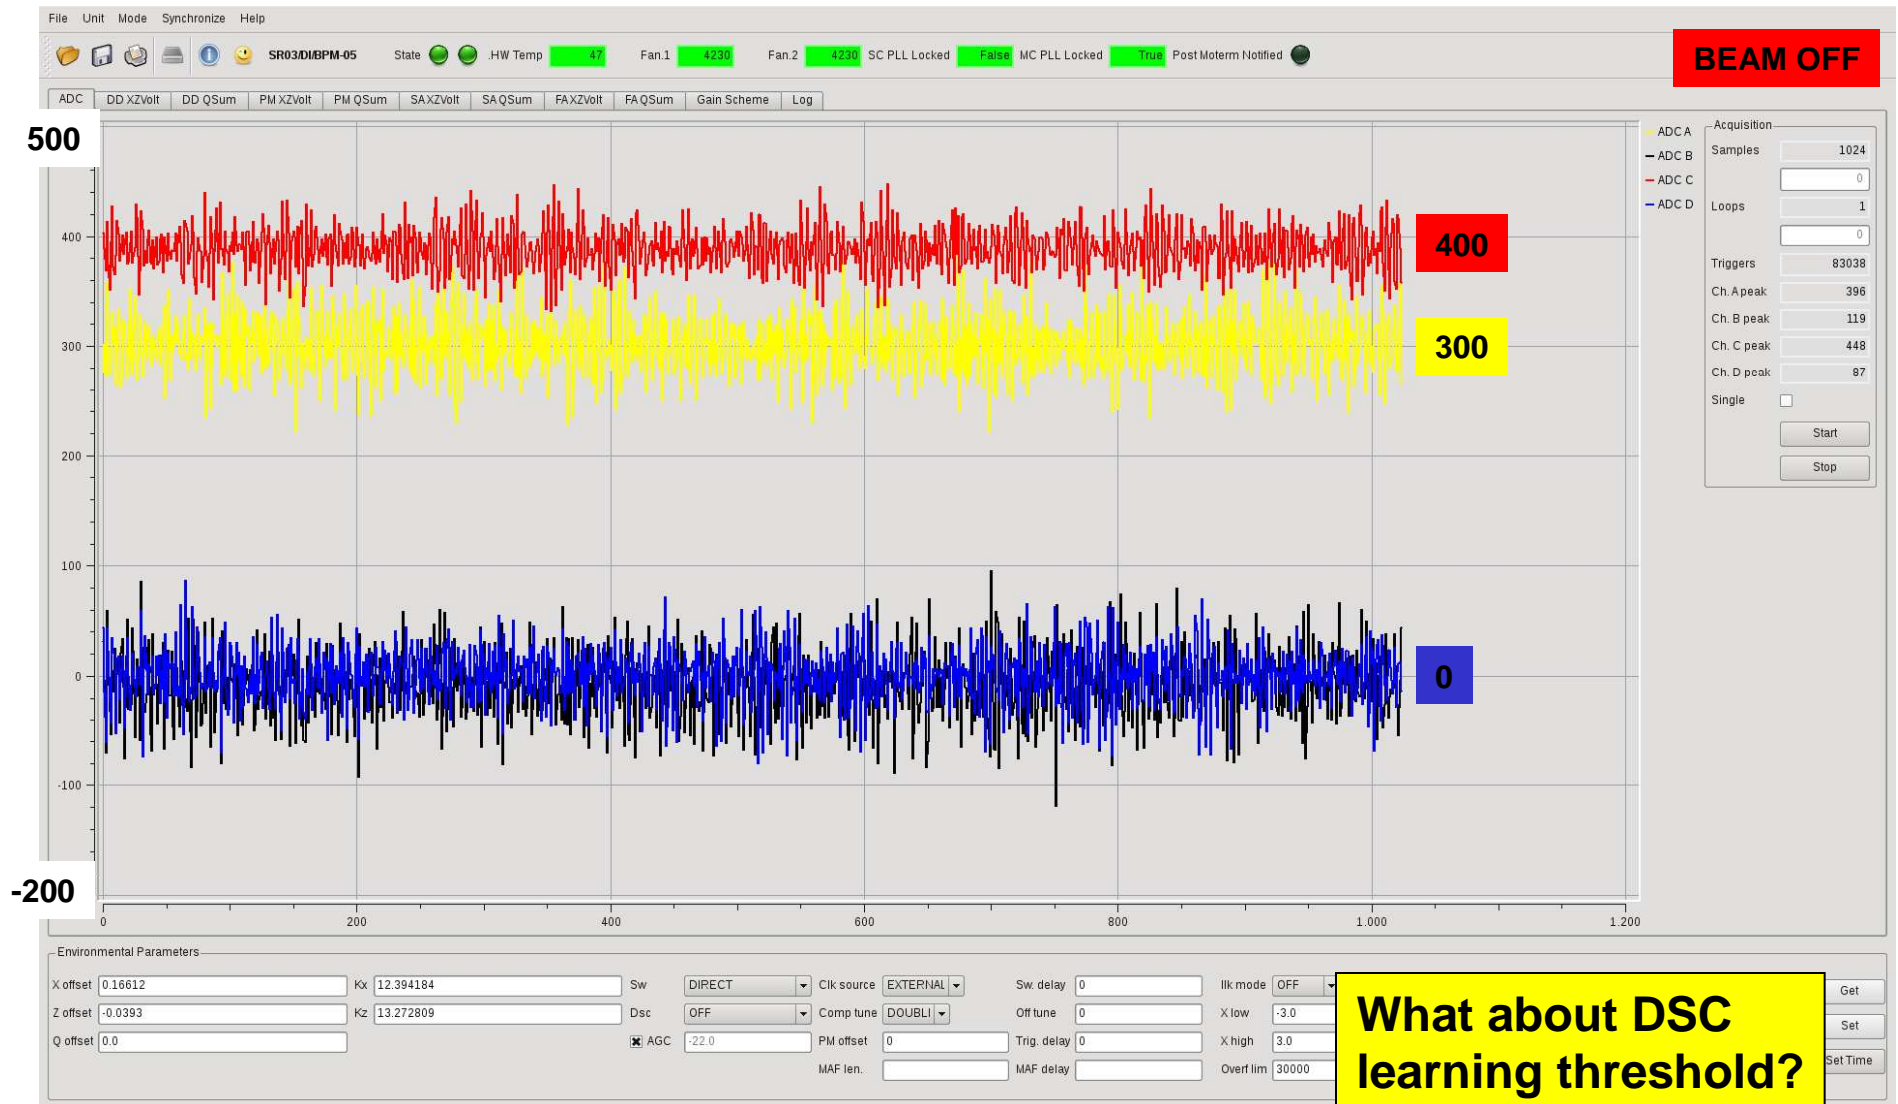 File Unit Mode Synchronize Help
SR03/DI/BPM-05 State .HW Temp 47 Fan.1 4230 Fan.2 4230 SC PLL Locked False MC PLL Locked True Post Moterm Notified
BEAM OFF
ADC DD XZVolt DD QSum PM XZVolt PM QSum SA XZVolt SA QSum FA XZVolt FA QSum Gain Scheme Log
500
400
300
200
100
0
-100
-200
400
300
0
0 200 400 600 800 1.000 1.200
ADC A
ADC B
ADC C
ADC D
Acquisition
Samples 1024
0
Loops 1
0
Triggers 83038
Ch. A peak 396
Ch. B peak 119
Ch. C peak 448
Ch. D peak 87
Single
Start
Stop
Environmental Parameters
X offset 0.16612 Kx 12.394184 Sw DIRECT Clk source EXTERNAL Sw. delay 0 Ilk mode OFF Get
Z offset -0.0393 Kz 13.272809 Dsc OFF Comp tune DOUBLI Off tune 0 X low -3.0 Set
Q offset 0.0 AGC -22.0 PM offset 0 Trig. delay 0 X high 3.0 Set Time
MAF len. MAF delay Overf lim 30000
What about DSC
learning threshold?